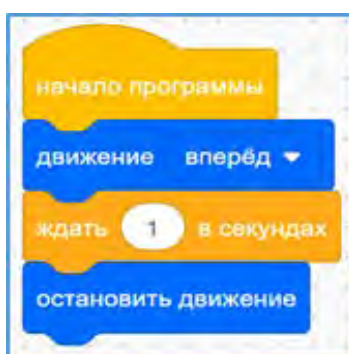 начало программы
движение вперёд
ждать 1 в секундах
остановить движение